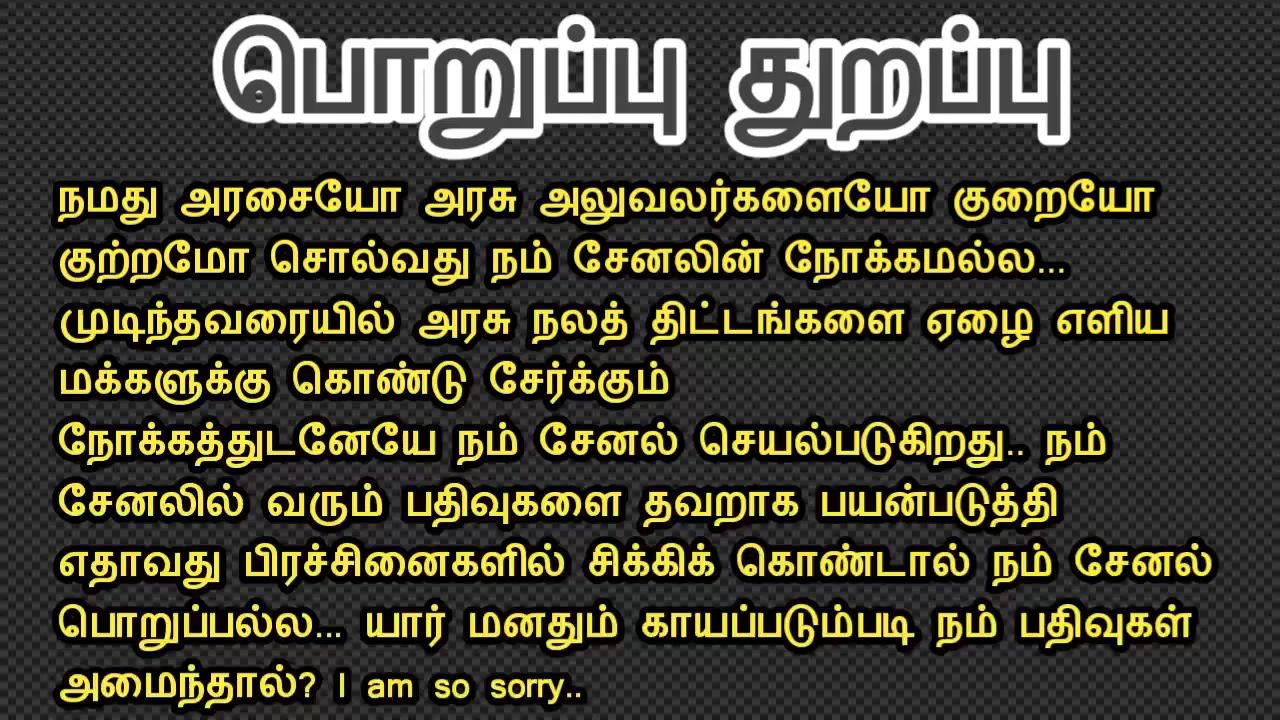 பொறுப்பு துறப்பு
நமது அரசையோ அரசு அலுவலர்களையோ குறையோ
குற்றமோ சொல்வது நம் சேனலின் நோக்கமல்ல...
முடிந்தவரையில் அரசு நலத் திட்டங்களை ஏழை எளிய
மக்களுக்கு கொண்டு சேர்க்கும்
நோக்கத்துடனேயே நம் சேனல் செயல்படுகிறது.. நம்
சேனலில் வரும் பதிவுகளை தவறாக பயன்படுத்தி
எதாவது பிரச்சினைகளில் சிக்கிக் கொண்டால் நம் சேனல்
பொறுப்பல்ல... யார் மனதும் காயப்படும்படி நம் பதிவுகள்
அமைந்தால்? I am so sorry..